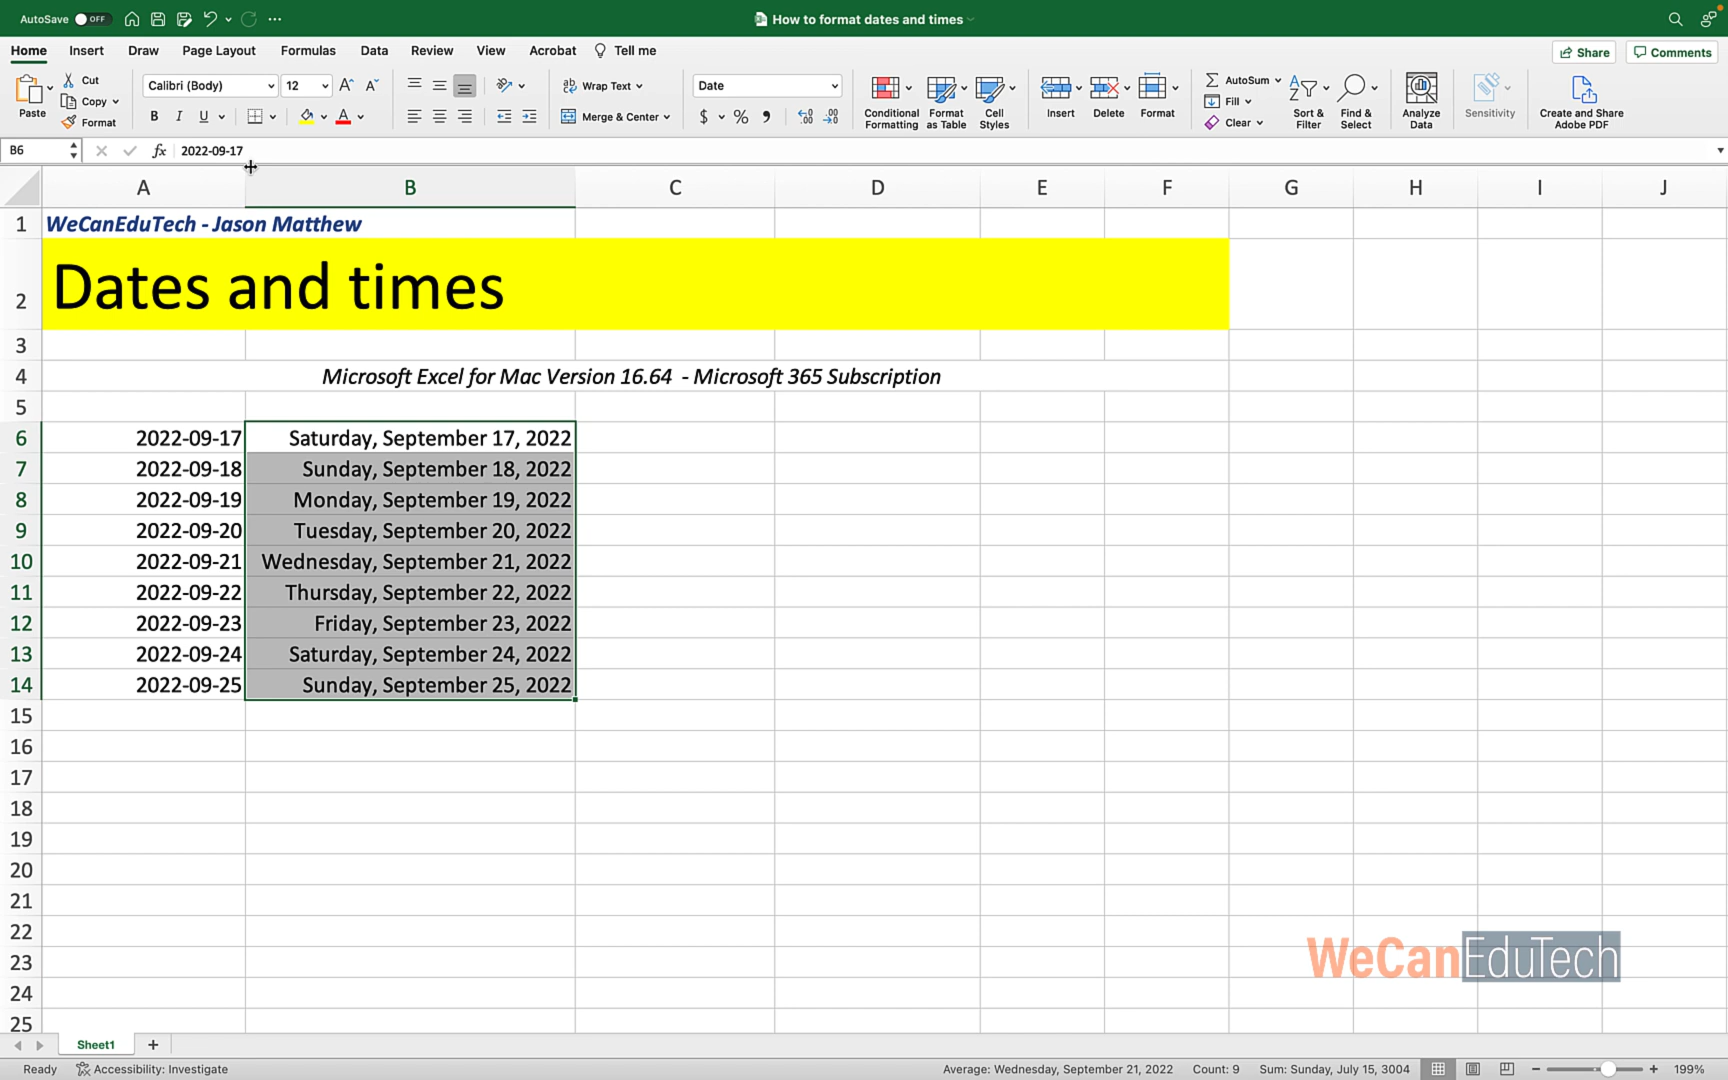 AutoSave OFF How to format dates and times
Home Insert Draw Page Layout Formulas Data Review View Acrobat Tell me Share Comments
Paste Cut Copy Format
Calibri (Body) 12
B I U A
Wrap Text
Merge & Center
Date
$ %
Conditional Formatting
Format as Table
Cell Styles
Insert Delete Format
AutoSum
Fill
Clear
Sort & Filter
Find & Select
Analyze Data
Sensitivity
Create and Share Adobe PDF
B6 fx 2022-09-17
A B C D E F G H I J
1 WeCanEduTech - Jason Matthew
2 Dates and times
3
4 Microsoft Excel for Mac Version 16.64 - Microsoft 365 Subscription
5
6 2022-09-17 Saturday, September 17, 2022
7 2022-09-18 Sunday, September 18, 2022
8 2022-09-19 Monday, September 19, 2022
9 2022-09-20 Tuesday, September 20, 2022
10 2022-09-21 Wednesday, September 21, 2022
11 2022-09-22 Thursday, September 22, 2022
12 2022-09-23 Friday, September 23, 2022
13 2022-09-24 Saturday, September 24, 2022
14 2022-09-25 Sunday, September 25, 2022
15
16
17
18
19
20
21
22
WeCanEduTech
23
24
25
Sheet1 +
Ready Accessibility: Investigate Average: Wednesday, September 21, 2022 Count: 9 Sum: Sunday, July 15, 3004 199%